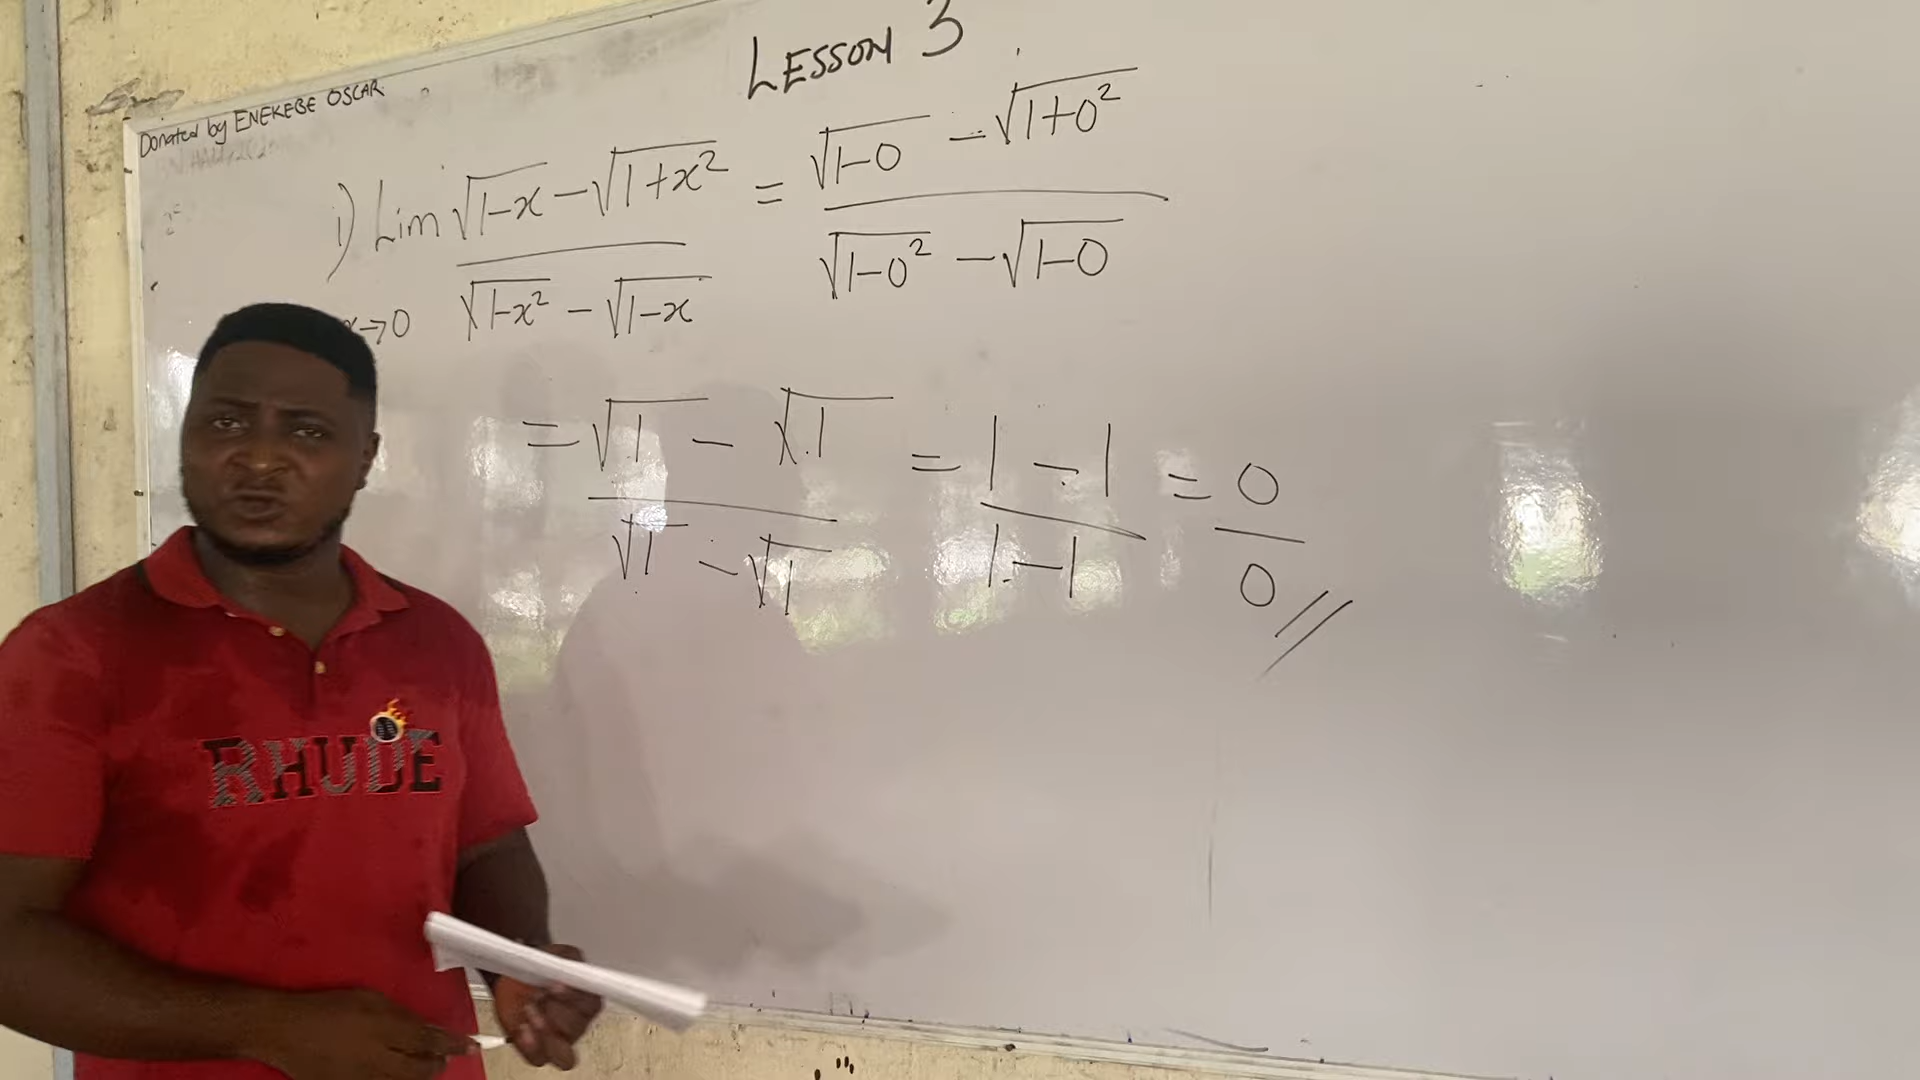 LESSON 3
Donated by ENEKEBE OSCAR
i) Lim √1-x - √1+x² = √1-0 - √1+0²
x→0 √1-x² - √1-x √1-0² - √1-0
= √1 - √1 = 1 - 1 = 0
√1 - √1 1 - 1 0
RHUDE